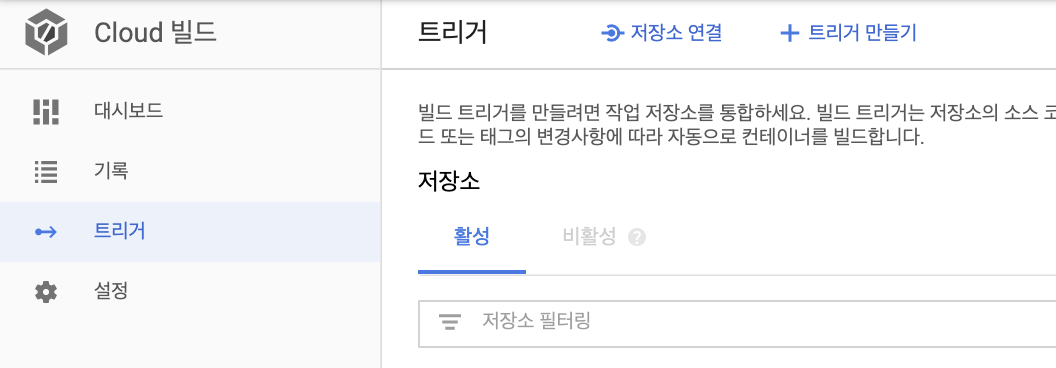 Cloud 빌드
대시보드
기록
트리거
설정
트리거
저장소 연결
트리거 만들기
빌드 트리거를 만들려면 작업 저장소를 통합하세요. 빌드 트리거는 저장소의 소스 코
드 또는 태그의 변경사항에 따라 자동으로 컨테이너를 빌드합니다.
저장소
활성
비활성 ?
저장소 필터링